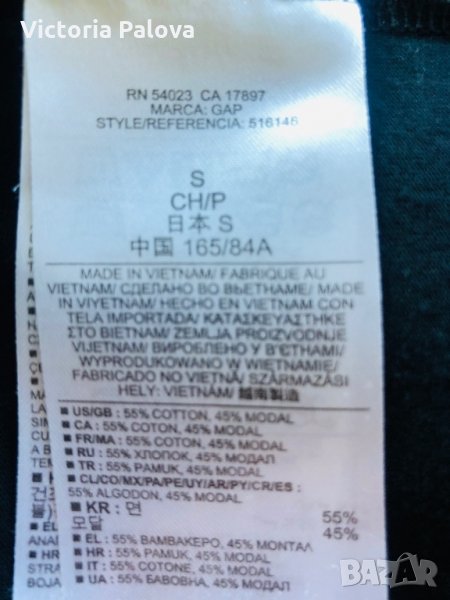 Victoria Palova
RN 54023 CA 17897
MARCA: GAP
STYLE/REFERENCIA: 516146
S
CH/P
日本 S
中国 165/84A
MADE IN VIETNAM/ FABRIQUE AU
VIETNAM/ СДЕЛАНО ВО ВЬЕТНАМЕ/ MADE
IN VIYETNAM/ HECHO EN VIETNAM CON
TELA IMPORTADA/ ΚΑΤΑΣΚΕΥΑΣΤΗΚΕ
ΣΤΟ ΒΙΕΤΝΑΜ/ ZEMLJA PROIZVODNJE
VIJETNAM/ ВИРОБЛЕНО У В'ЄТНАМІ/
WYPRODUKOWANO W WIETNAMIE/
FABRICADO NO VIETNÃ/ SZÁRMAZÁSI
HELY: VIETNÁM/ 越南製造
■ US/GB : 55% COTTON, 45% MODAL
■ CA : 55% COTON, 45% MODAL
■ FR/MA : 55% COTON, 45% MODAL
■ RU : 55% ХЛОПОК, 45% МОДАЛ
■ TR : 55% PAMUK, 45% MODAL
■ CL/CO/MX/PA/PE/UY/AR/PY/CR/ES :
55% ALGODON, 45% MODAL
■ KR : 면 55%
모달 45%
■ EL : 55% ΒΑΜΒΑΚΕΡΟ, 45% ΜΟΝΤΑΛ
■ HR : 55% PAMUK, 45% MODAL
■ IT : 55% COTONE, 45% MODAL
■ UA : 55% БАВОВНА, 45% МОДАЛ
BAZAR